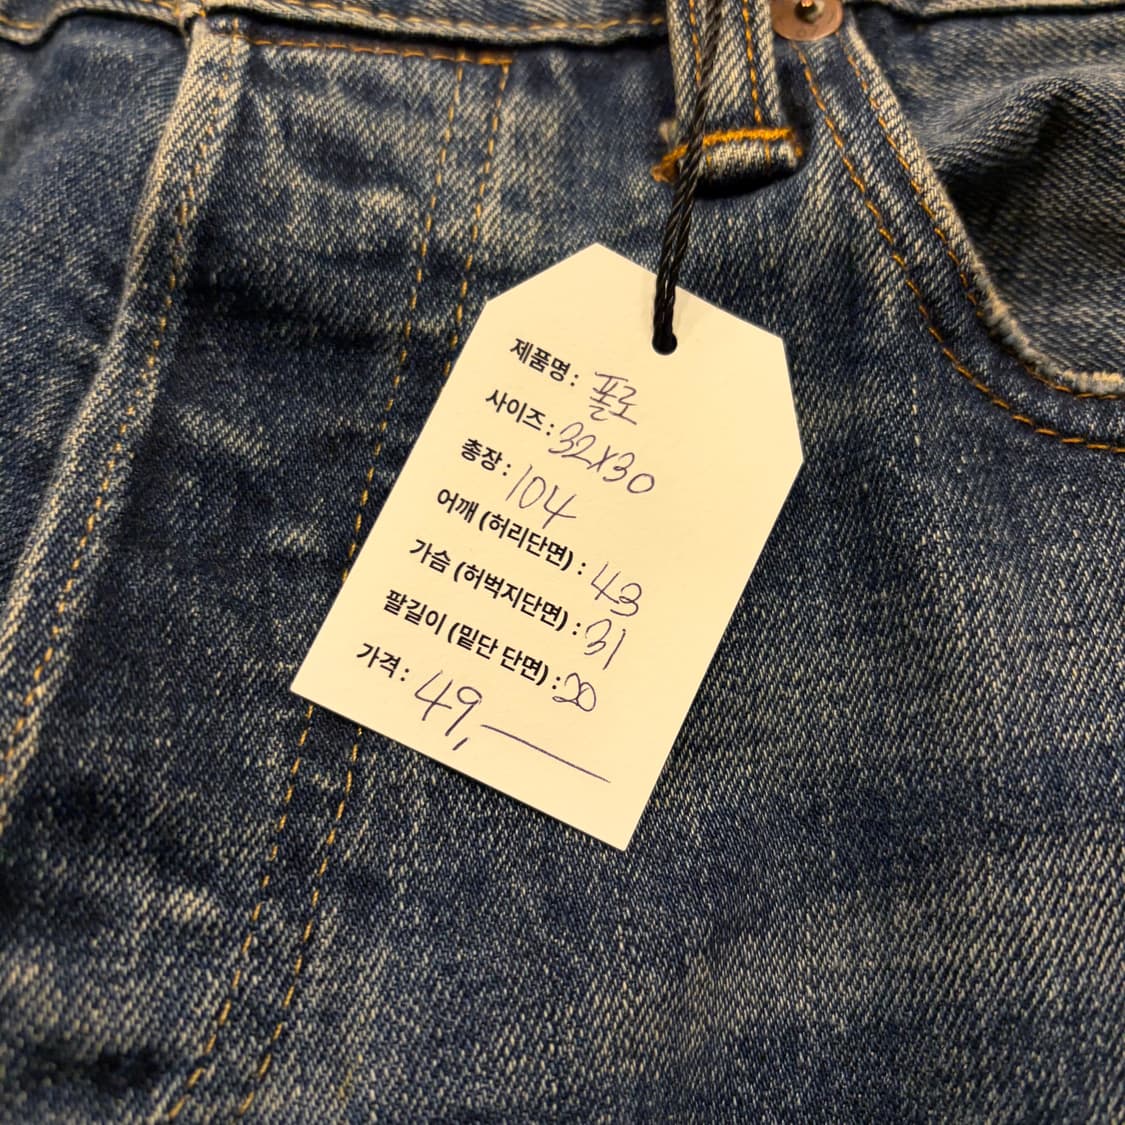 제품명 : 폴로
사이즈 : 32x30
총장 : 104
어깨 (허리단면) : 43
가슴 (허벅지단면) : 31
팔길이 (밑단 단면) : 20
가격 : 49,—